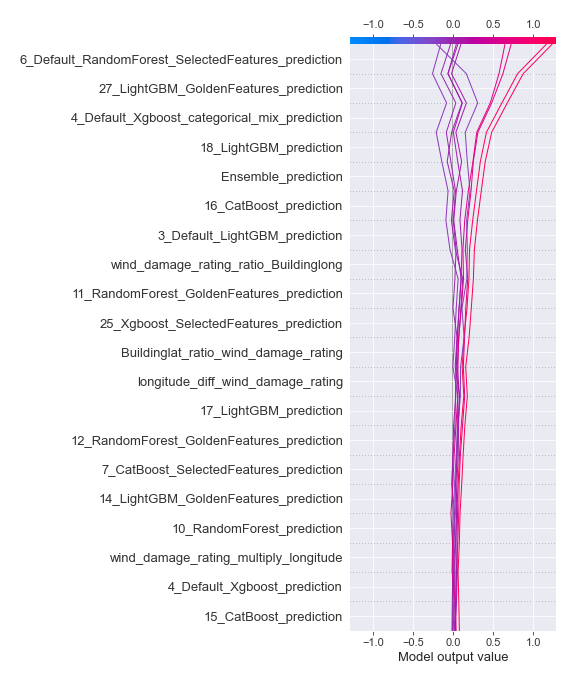 −1.0 −0.5 0.0 0.5 1.0
6_Default_RandomForest_SelectedFeatures_prediction
27_LightGBM_GoldenFeatures_prediction
4_Default_Xgboost_categorical_mix_prediction
18_LightGBM_prediction
Ensemble_prediction
16_CatBoost_prediction
3_Default_LightGBM_prediction
wind_damage_rating_ratio_Buildinglong
11_RandomForest_GoldenFeatures_prediction
25_Xgboost_SelectedFeatures_prediction
Buildinglat_ratio_wind_damage_rating
longitude_diff_wind_damage_rating
17_LightGBM_prediction
12_RandomForest_GoldenFeatures_prediction
7_CatBoost_SelectedFeatures_prediction
14_LightGBM_GoldenFeatures_prediction
10_RandomForest_prediction
wind_damage_rating_multiply_longitude
4_Default_Xgboost_prediction
15_CatBoost_prediction
−1.0 −0.5 0.0 0.5 1.0
Model output value